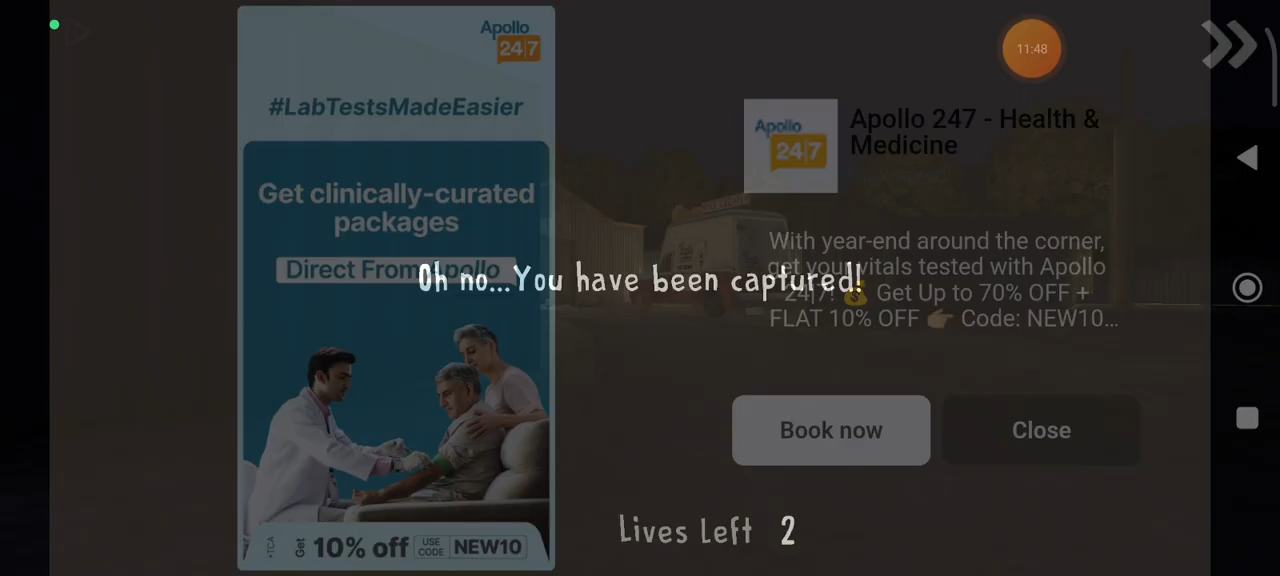 Apollo
24|7
#LabTestsMadeEasier
Get clinically-curated
packages
Direct From Apollo
*TCA
Get
10% off
USE
CODE
NEW10
Oh no...You have been captured!
Lives Left 2
11:48
Apollo
24|7
Apollo 247 - Health &
Medicine
With year-end around the corner,
get your vitals tested with Apollo
24|7! 💰 Get Up to 70% OFF +
FLAT 10% OFF 👉 Code: NEW10...
Book now
Close